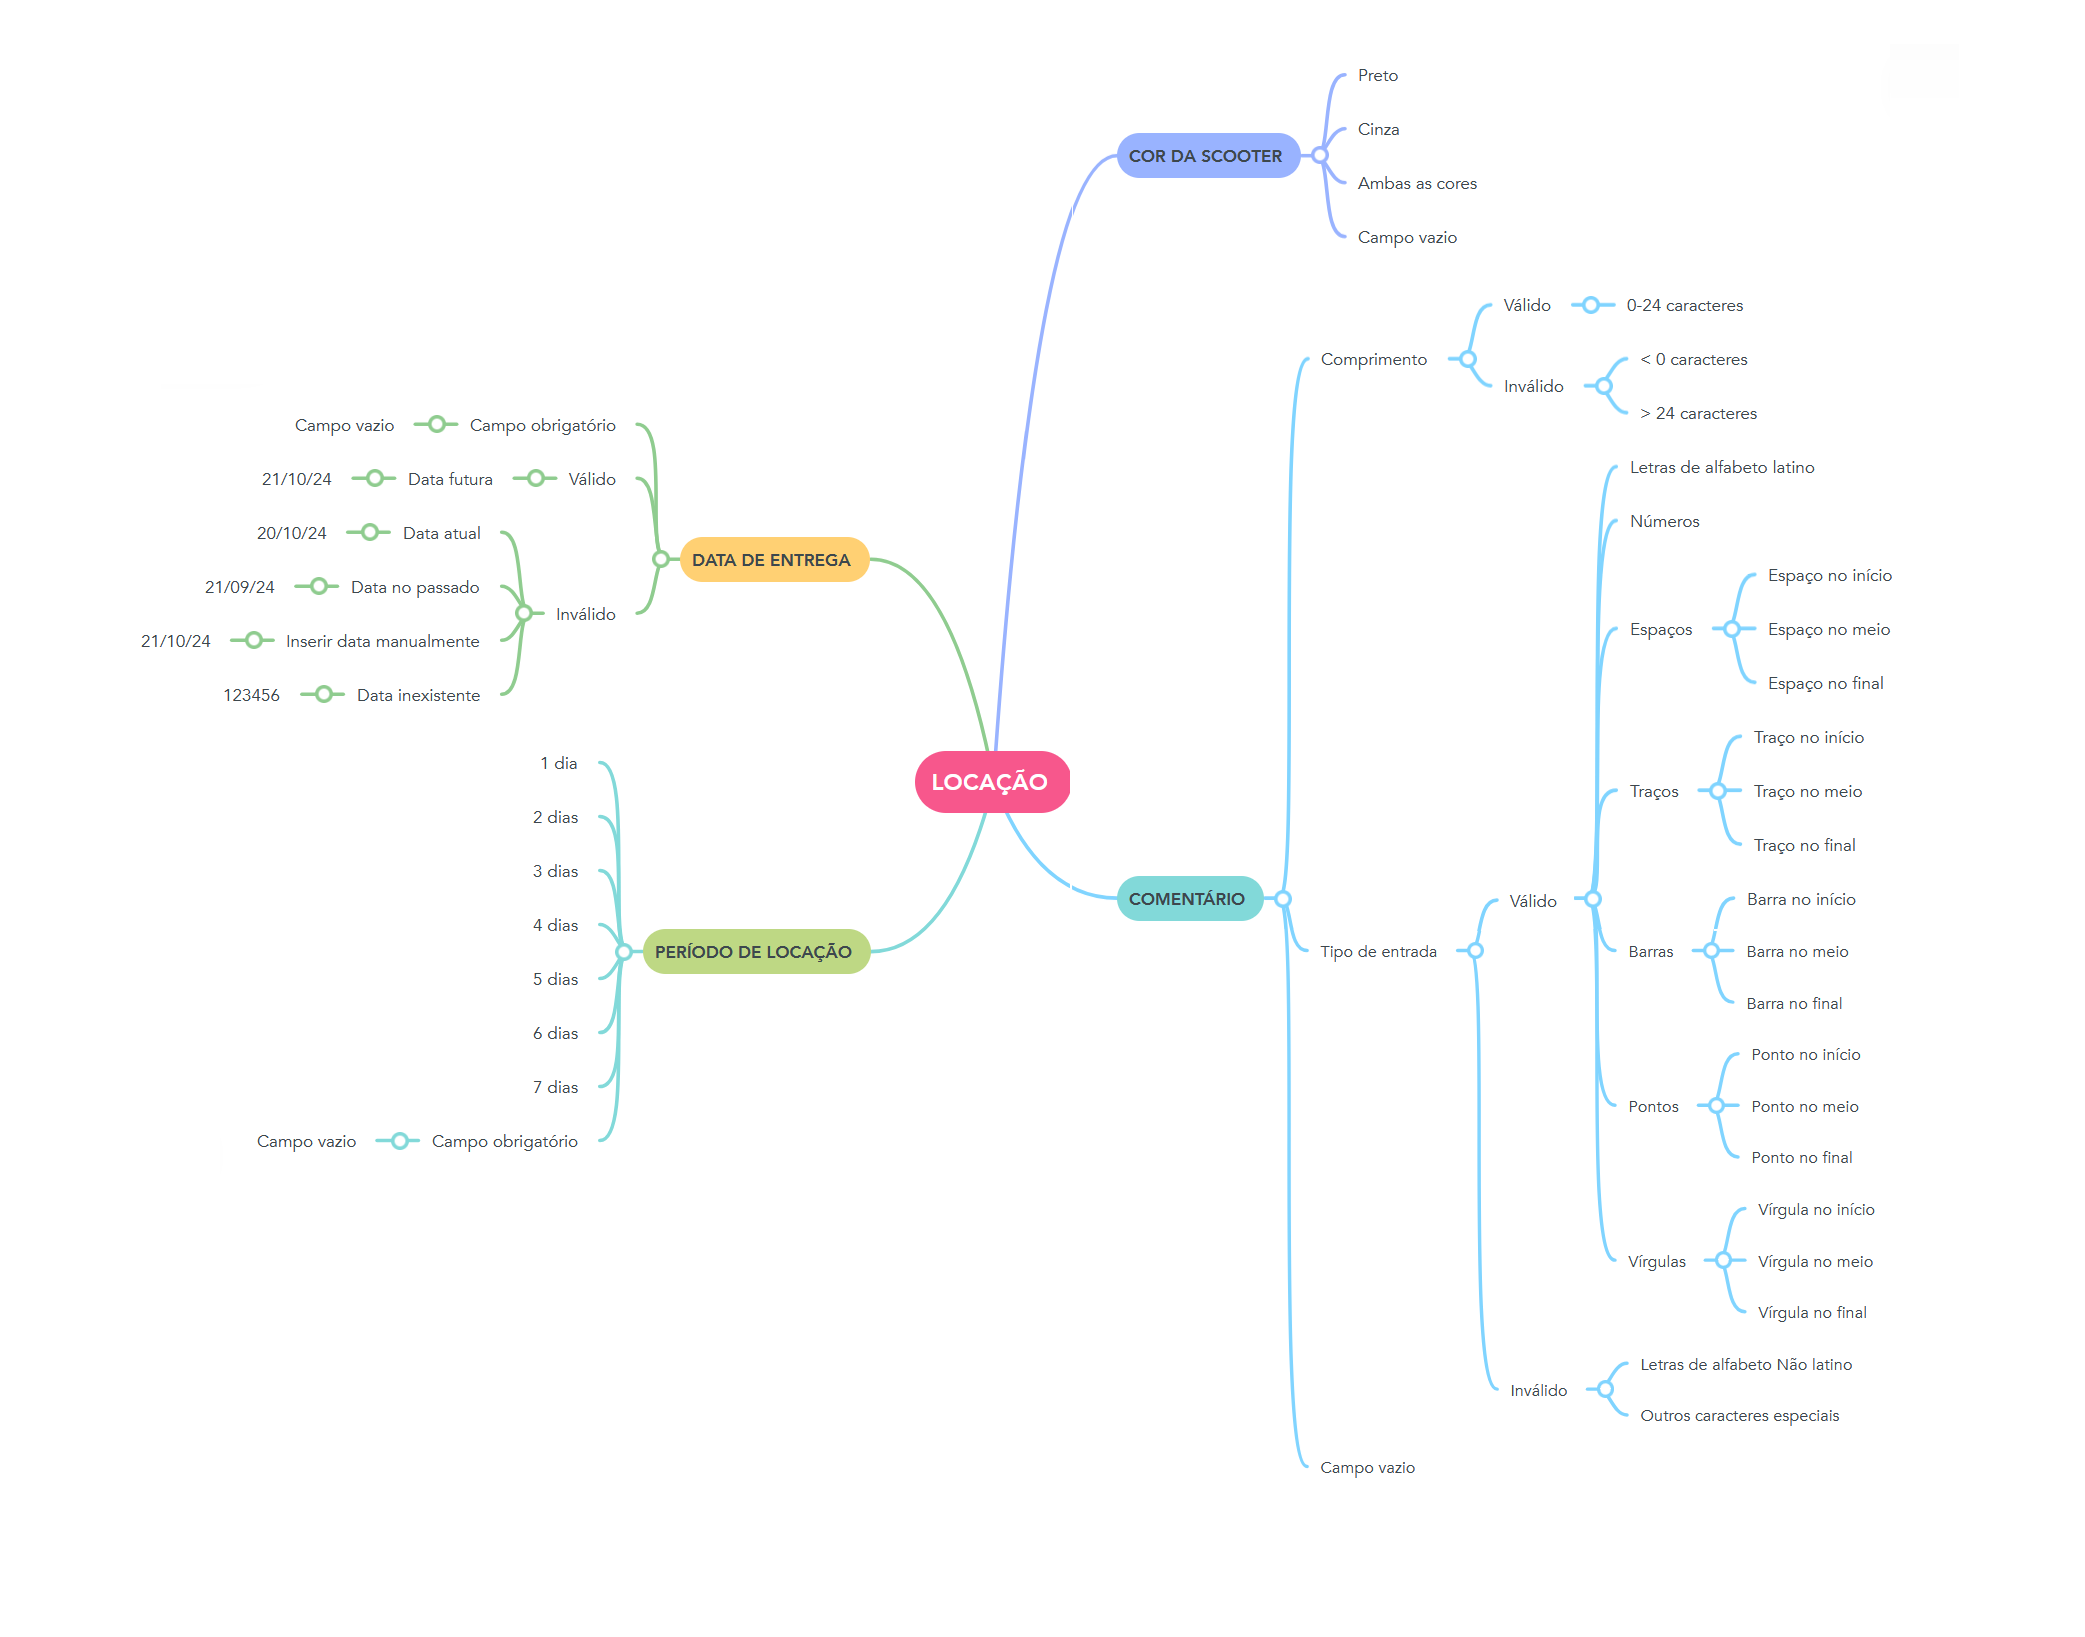 LOCAÇÃO
COR DA SCOOTER
Preto
Cinza
Ambas as cores
Campo vazio
DATA DE ENTREGA
Campo obrigatório
Campo vazio
Válido
Data futura
21/10/24
Inválido
Data atual
20/10/24
Data no passado
21/09/24
Inserir data manualmente
21/10/24
Data inexistente
123456
PERÍODO DE LOCAÇÃO
1 dia
2 dias
3 dias
4 dias
5 dias
6 dias
7 dias
Campo obrigatório
Campo vazio
COMENTÁRIO
Comprimento
Válido
0-24 caracteres
Inválido
< 0 caracteres
> 24 caracteres
Tipo de entrada
Válido
Letras de alfabeto latino
Números
Espaços
Espaço no início
Espaço no meio
Espaço no final
Traços
Traço no início
Traço no meio
Traço no final
Barras
Barra no início
Barra no meio
Barra no final
Pontos
Ponto no início
Ponto no meio
Ponto no final
Vírgulas
Vírgula no início
Vírgula no meio
Vírgula no final
Inválido
Letras de alfabeto Não latino
Outros caracteres especiais
Campo vazio